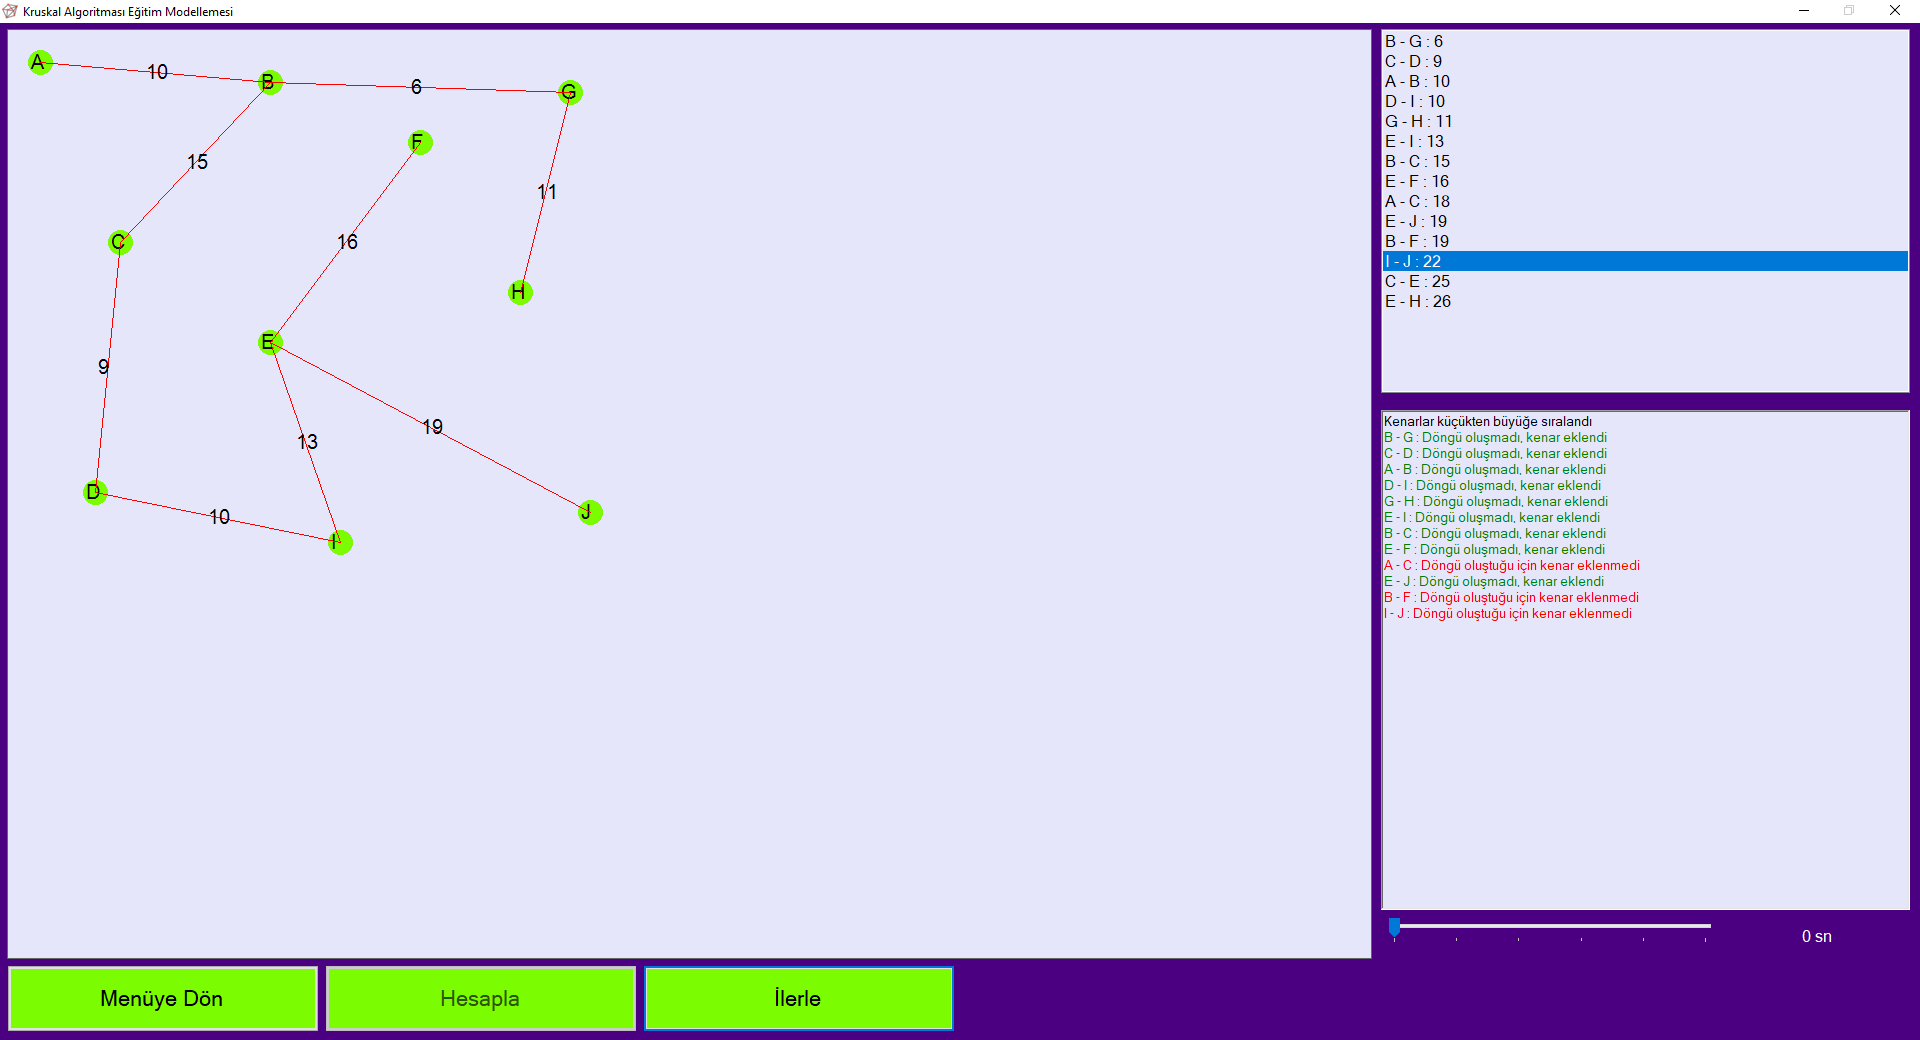 Kruskal Algoritması Eğitim Modellemesi
A
10
B
6
G
F
15
11
C
16
H
E
9
19
13
D
10
J
I
B - G : 6
C - D : 9
A - B : 10
D - I : 10
G - H : 11
E - I : 13
B - C : 15
E - F : 16
A - C : 18
E - J : 19
B - F : 19
I - J : 22
C - E : 25
E - H : 26
Kenarlar küçükten büyüğe sıralandı
B - G : Döngü oluşmadı, kenar eklendi
C - D : Döngü oluşmadı, kenar eklendi
A - B : Döngü oluşmadı, kenar eklendi
D - I : Döngü oluşmadı, kenar eklendi
G - H : Döngü oluşmadı, kenar eklendi
E - I : Döngü oluşmadı, kenar eklendi
B - C : Döngü oluşmadı, kenar eklendi
E - F : Döngü oluşmadı, kenar eklendi
A - C : Döngü oluştuğu için kenar eklenmedi
E - J : Döngü oluşmadı, kenar eklendi
B - F : Döngü oluştuğu için kenar eklenmedi
I - J : Döngü oluştuğu için kenar eklenmedi
0 sn
Menüye Dön
Hesapla
İlerle